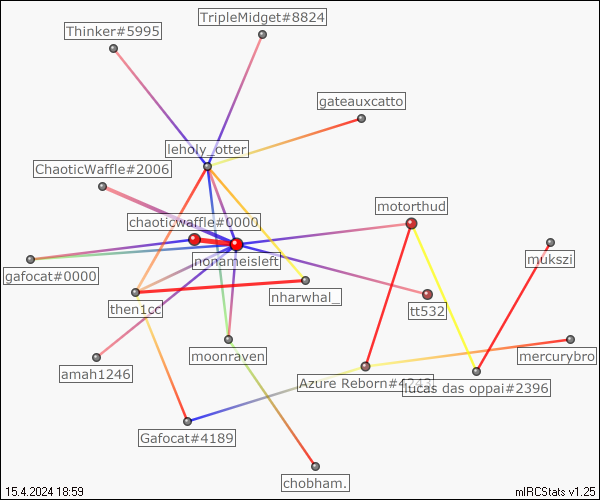 TripleMidget#8824
Thinker#5995
gateauxcatto
leholy_otter
ChaoticWaffle#2006
motorthud
chaoticwaffle#0000
nonameisleft
mukszi
gafocat#0000
nharwhal_
then1cc
tt532
moonraven
mercurybro
amah1246
Azure Reborn#4243
lucas das oppai#2396
Gafocat#4189
chobham.
15.4.2024 18:59
mIRCStats v1.25